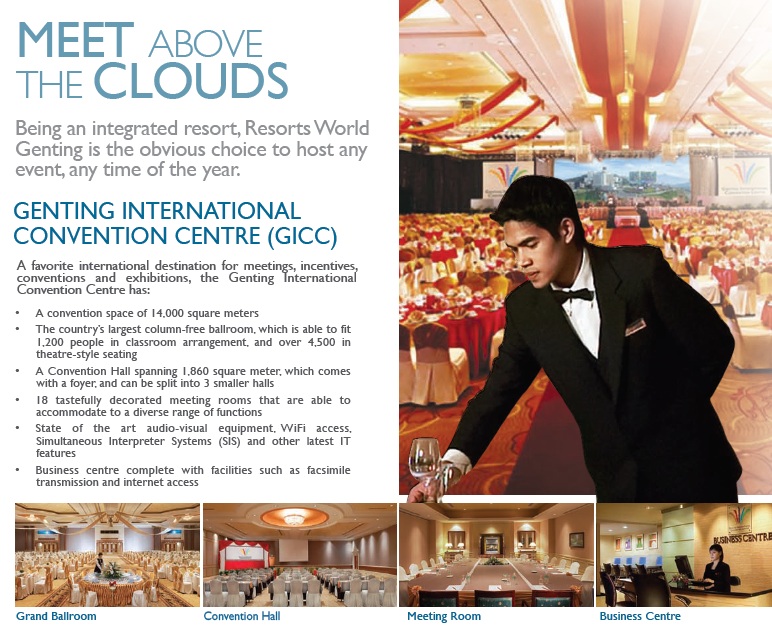 MEET ABOVE
THE CLOUDS
Being an integrated resort, Resorts World
Genting is the obvious choice to host any
event, any time of the year.
GENTING INTERNATIONAL
CONVENTION CENTRE (GICC)
A favorite international destination for meetings, incentives,
conventions and exhibitions, the Genting International
Convention Centre has:
• A convention space of 14,000 square meters
• The country's largest column-free ballroom, which is able to fit
1,200 people in classroom arrangement, and over 4,500 in
theatre-style seating
• A Convention Hall spanning 1,860 square meter, which comes
with a foyer, and can be split into 3 smaller halls
• 18 tastefully decorated meeting rooms that are able to
accommodate to a diverse range of functions
• State of the art audio-visual equipment, WiFi access,
Simultaneous Interpreter Systems (SIS) and other latest IT
features
• Business centre complete with facilities such as facsimile
transmission and internet access
BUSINESS CENTRE
Grand Ballroom
Convention Hall
Meeting Room
Business Centre